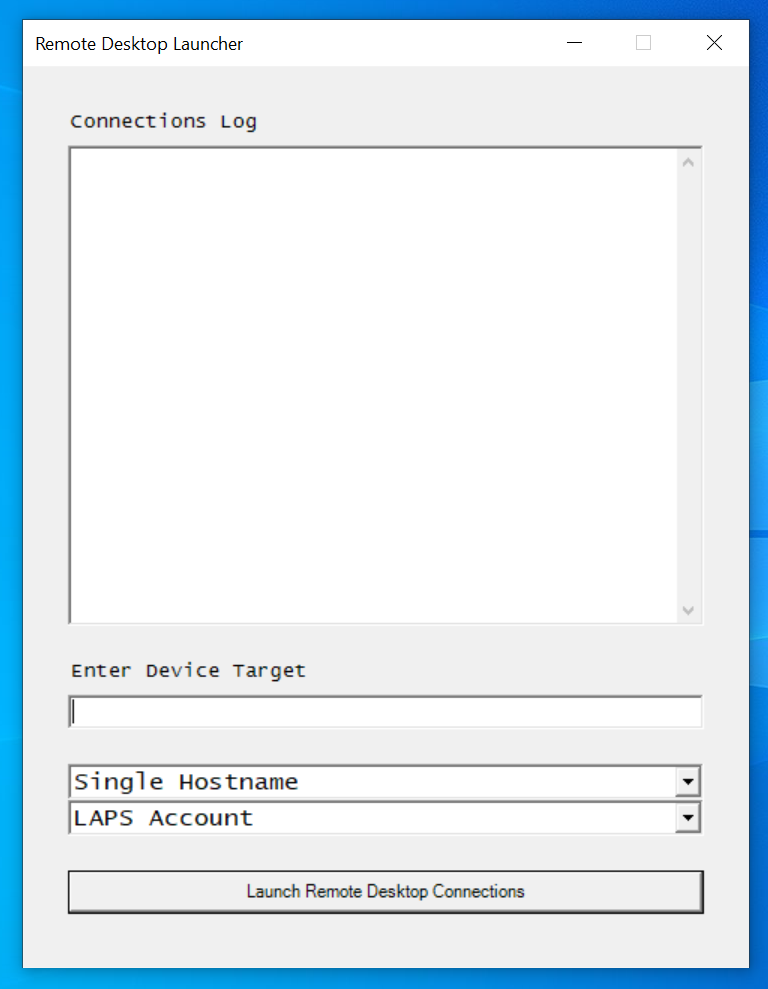 Remote Desktop Launcher
Connections Log
Enter Device Target
Single Hostname
LAPS Account
Launch Remote Desktop Connections